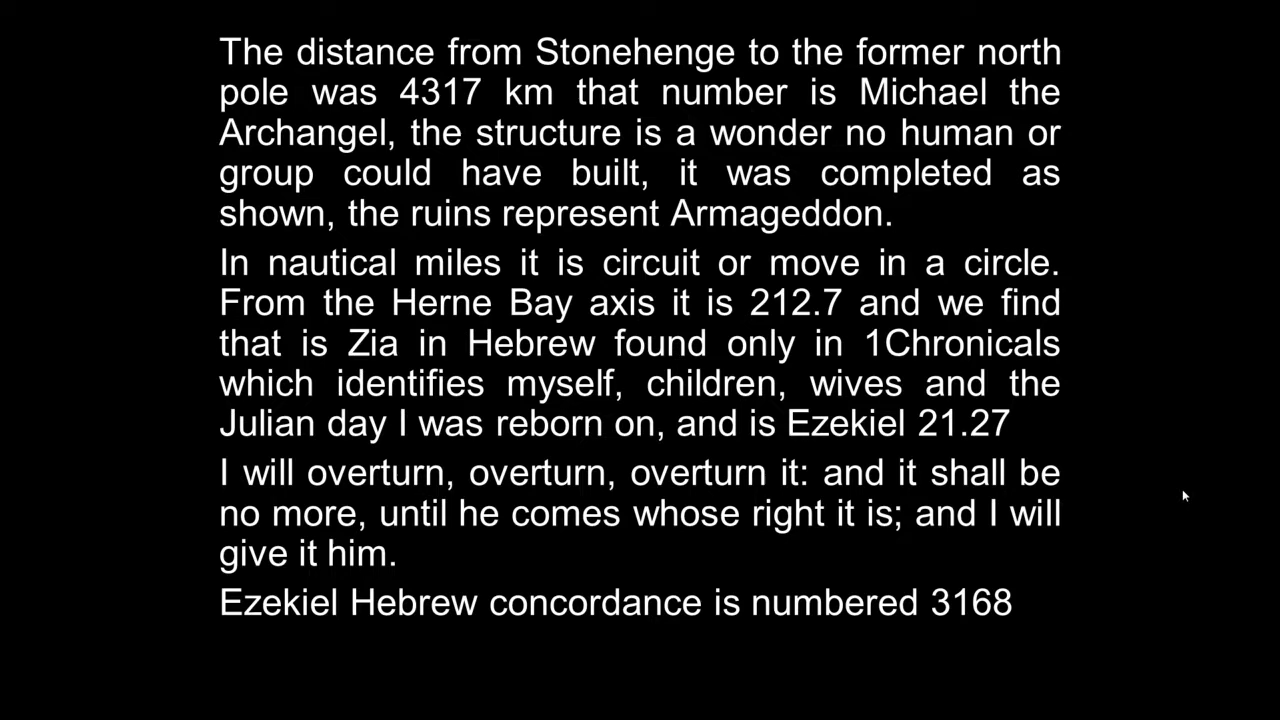 The distance from Stonehenge to the former north
pole was 4317 km that number is Michael the
Archangel, the structure is a wonder no human or
group could have built, it was completed as
shown, the ruins represent Armageddon.
In nautical miles it is circuit or move in a circle.
From the Herne Bay axis it is 212.7 and we find
that is Zia in Hebrew found only in 1Chronicals
which identifies myself, children, wives and the
Julian day I was reborn on, and is Ezekiel 21.27
I will overturn, overturn, overturn it: and it shall be
no more, until he comes whose right it is; and I will
give it him.
Ezekiel Hebrew concordance is numbered 3168